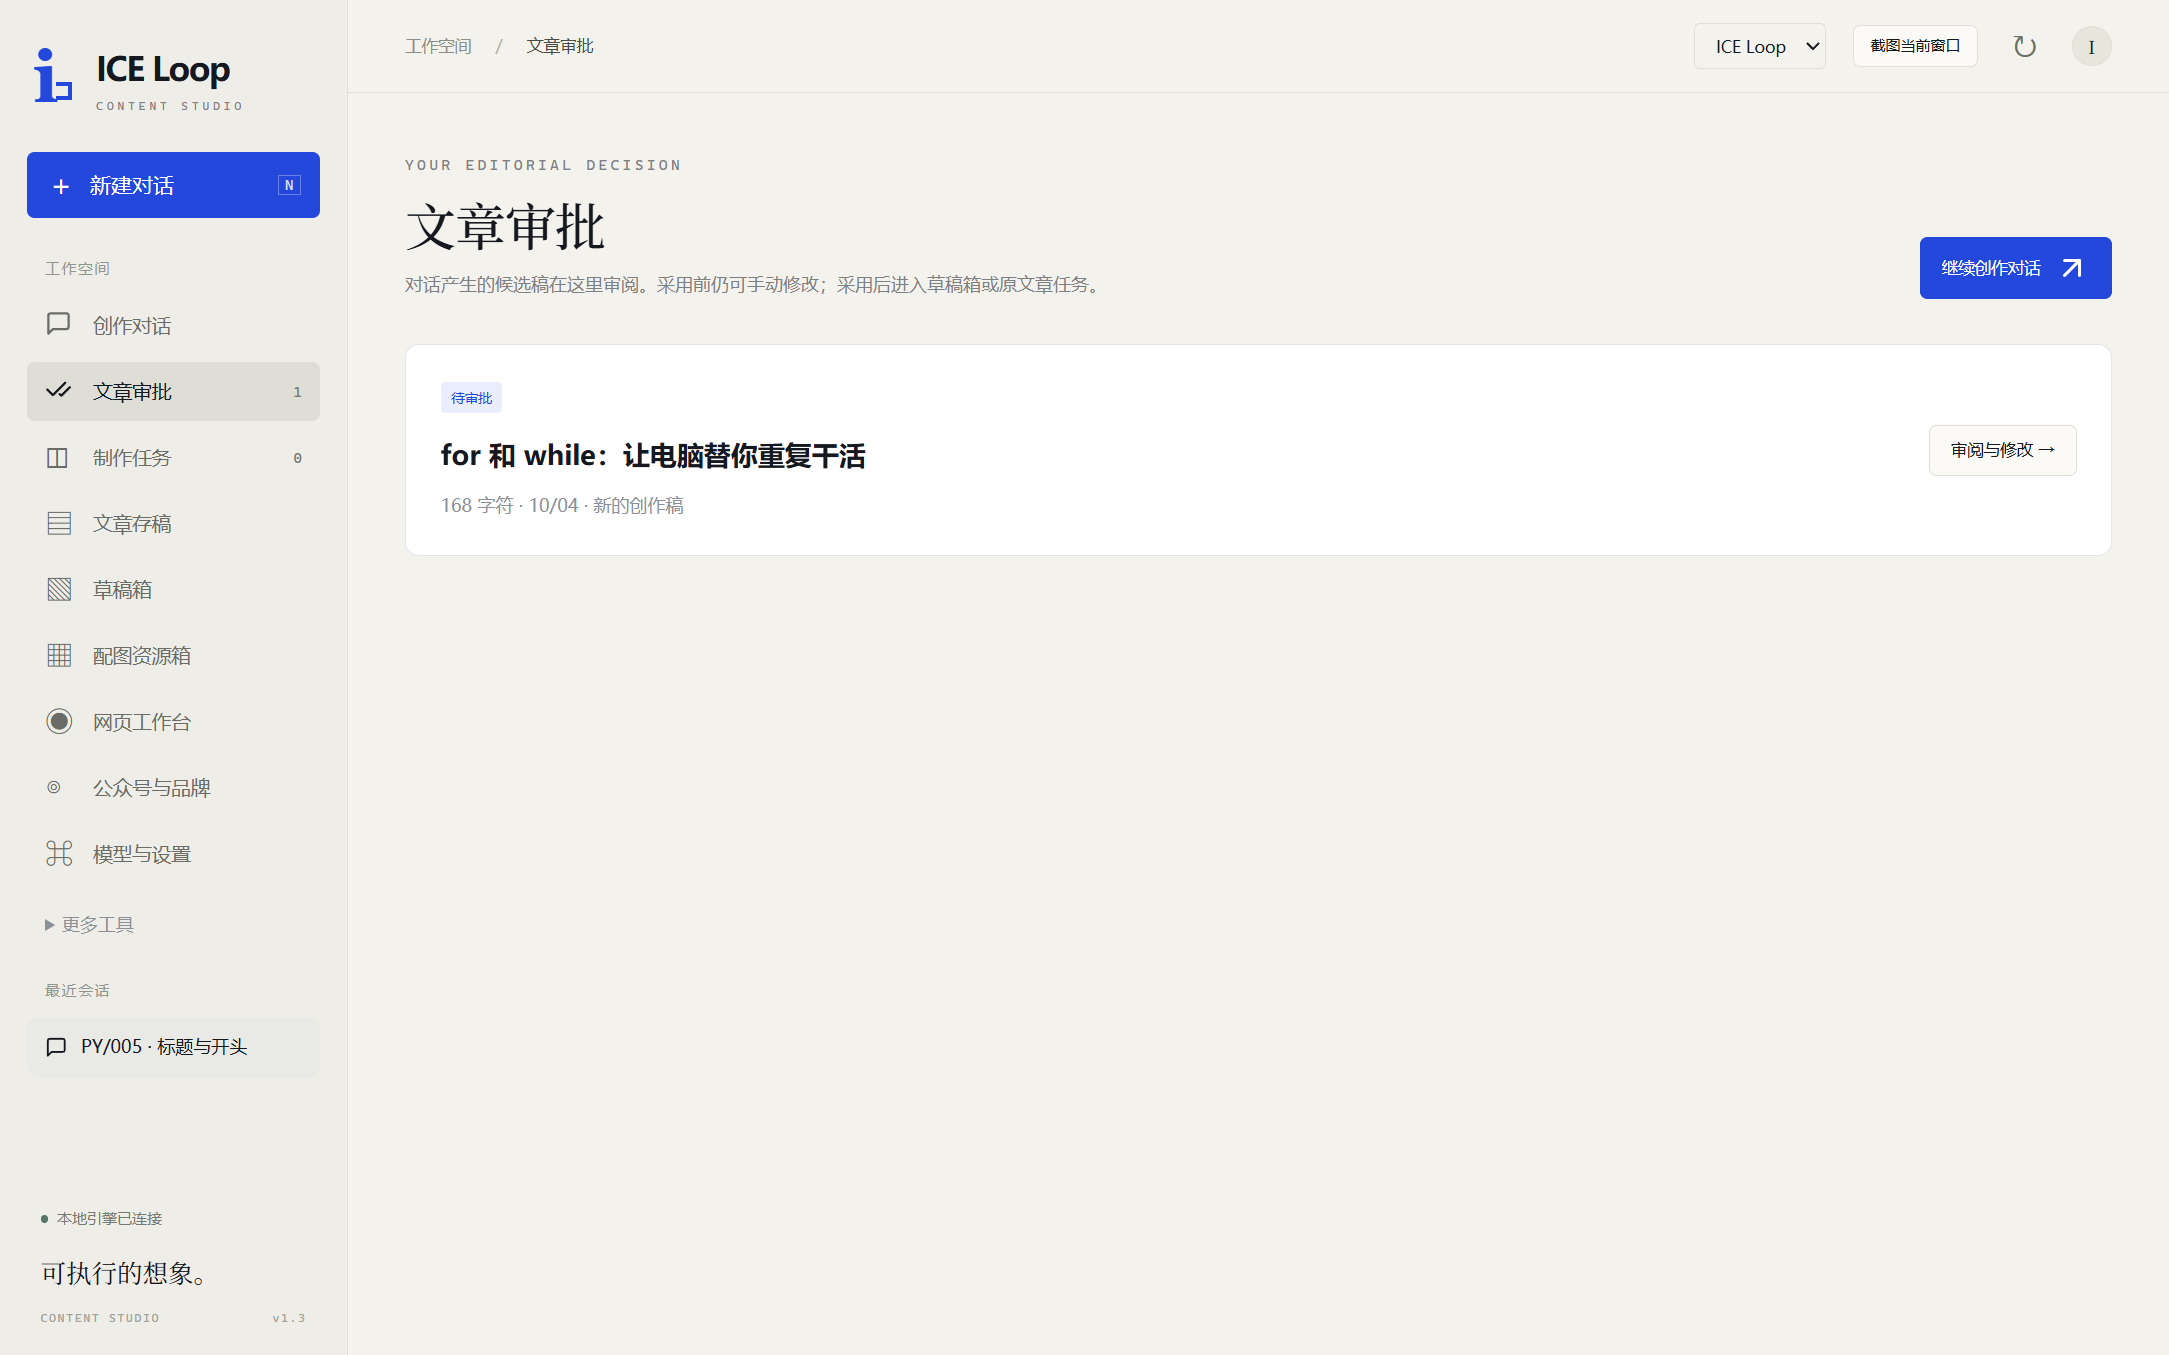 ICE Loop
CONTENT STUDIO
+ 新建对话 N
工作空间
创作对话
文章审批 1
制作任务 0
文章存稿
草稿箱
配图资源箱
网页工作台
公众号与品牌
模型与设置
更多工具
最近会话
PY/005 · 标题与开头
本地引擎已连接
可执行的想象。
CONTENT STUDIO v1.3
工作空间 / 文章审批
ICE Loop 截图当前窗口 I
YOUR EDITORIAL DECISION
文章审批
对话产生的候选稿在这里审阅。采用前仍可手动修改；采用后进入草稿箱或原文章任务。
继续创作对话
待审批
for 和 while：让电脑替你重复干活
168 字符 · 10/04 · 新的创作稿
审阅与修改 →